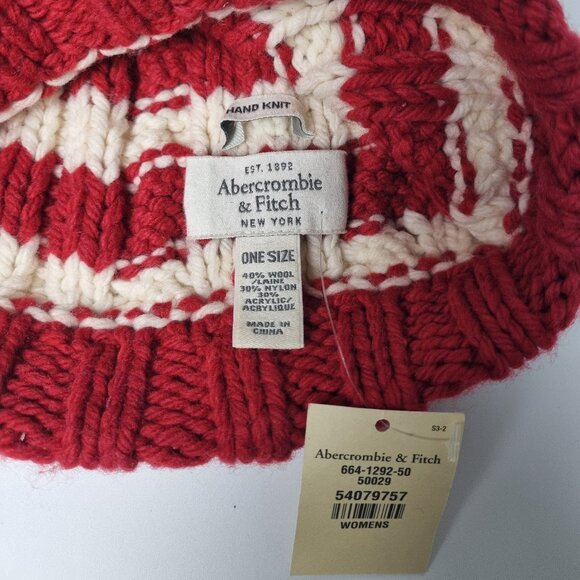 HAND KNIT
EST. 1892
Abercrombie
& Fitch
NEW YORK
ONE SIZE
40% WOOL
/LAINE
30% NYLON
30%
ACRYLIC/
ACRYLIQUE
MADE IN
CHINA
S3-2
Abercrombie & Fitch
664-1292-50
50029
54079757
WOMENS